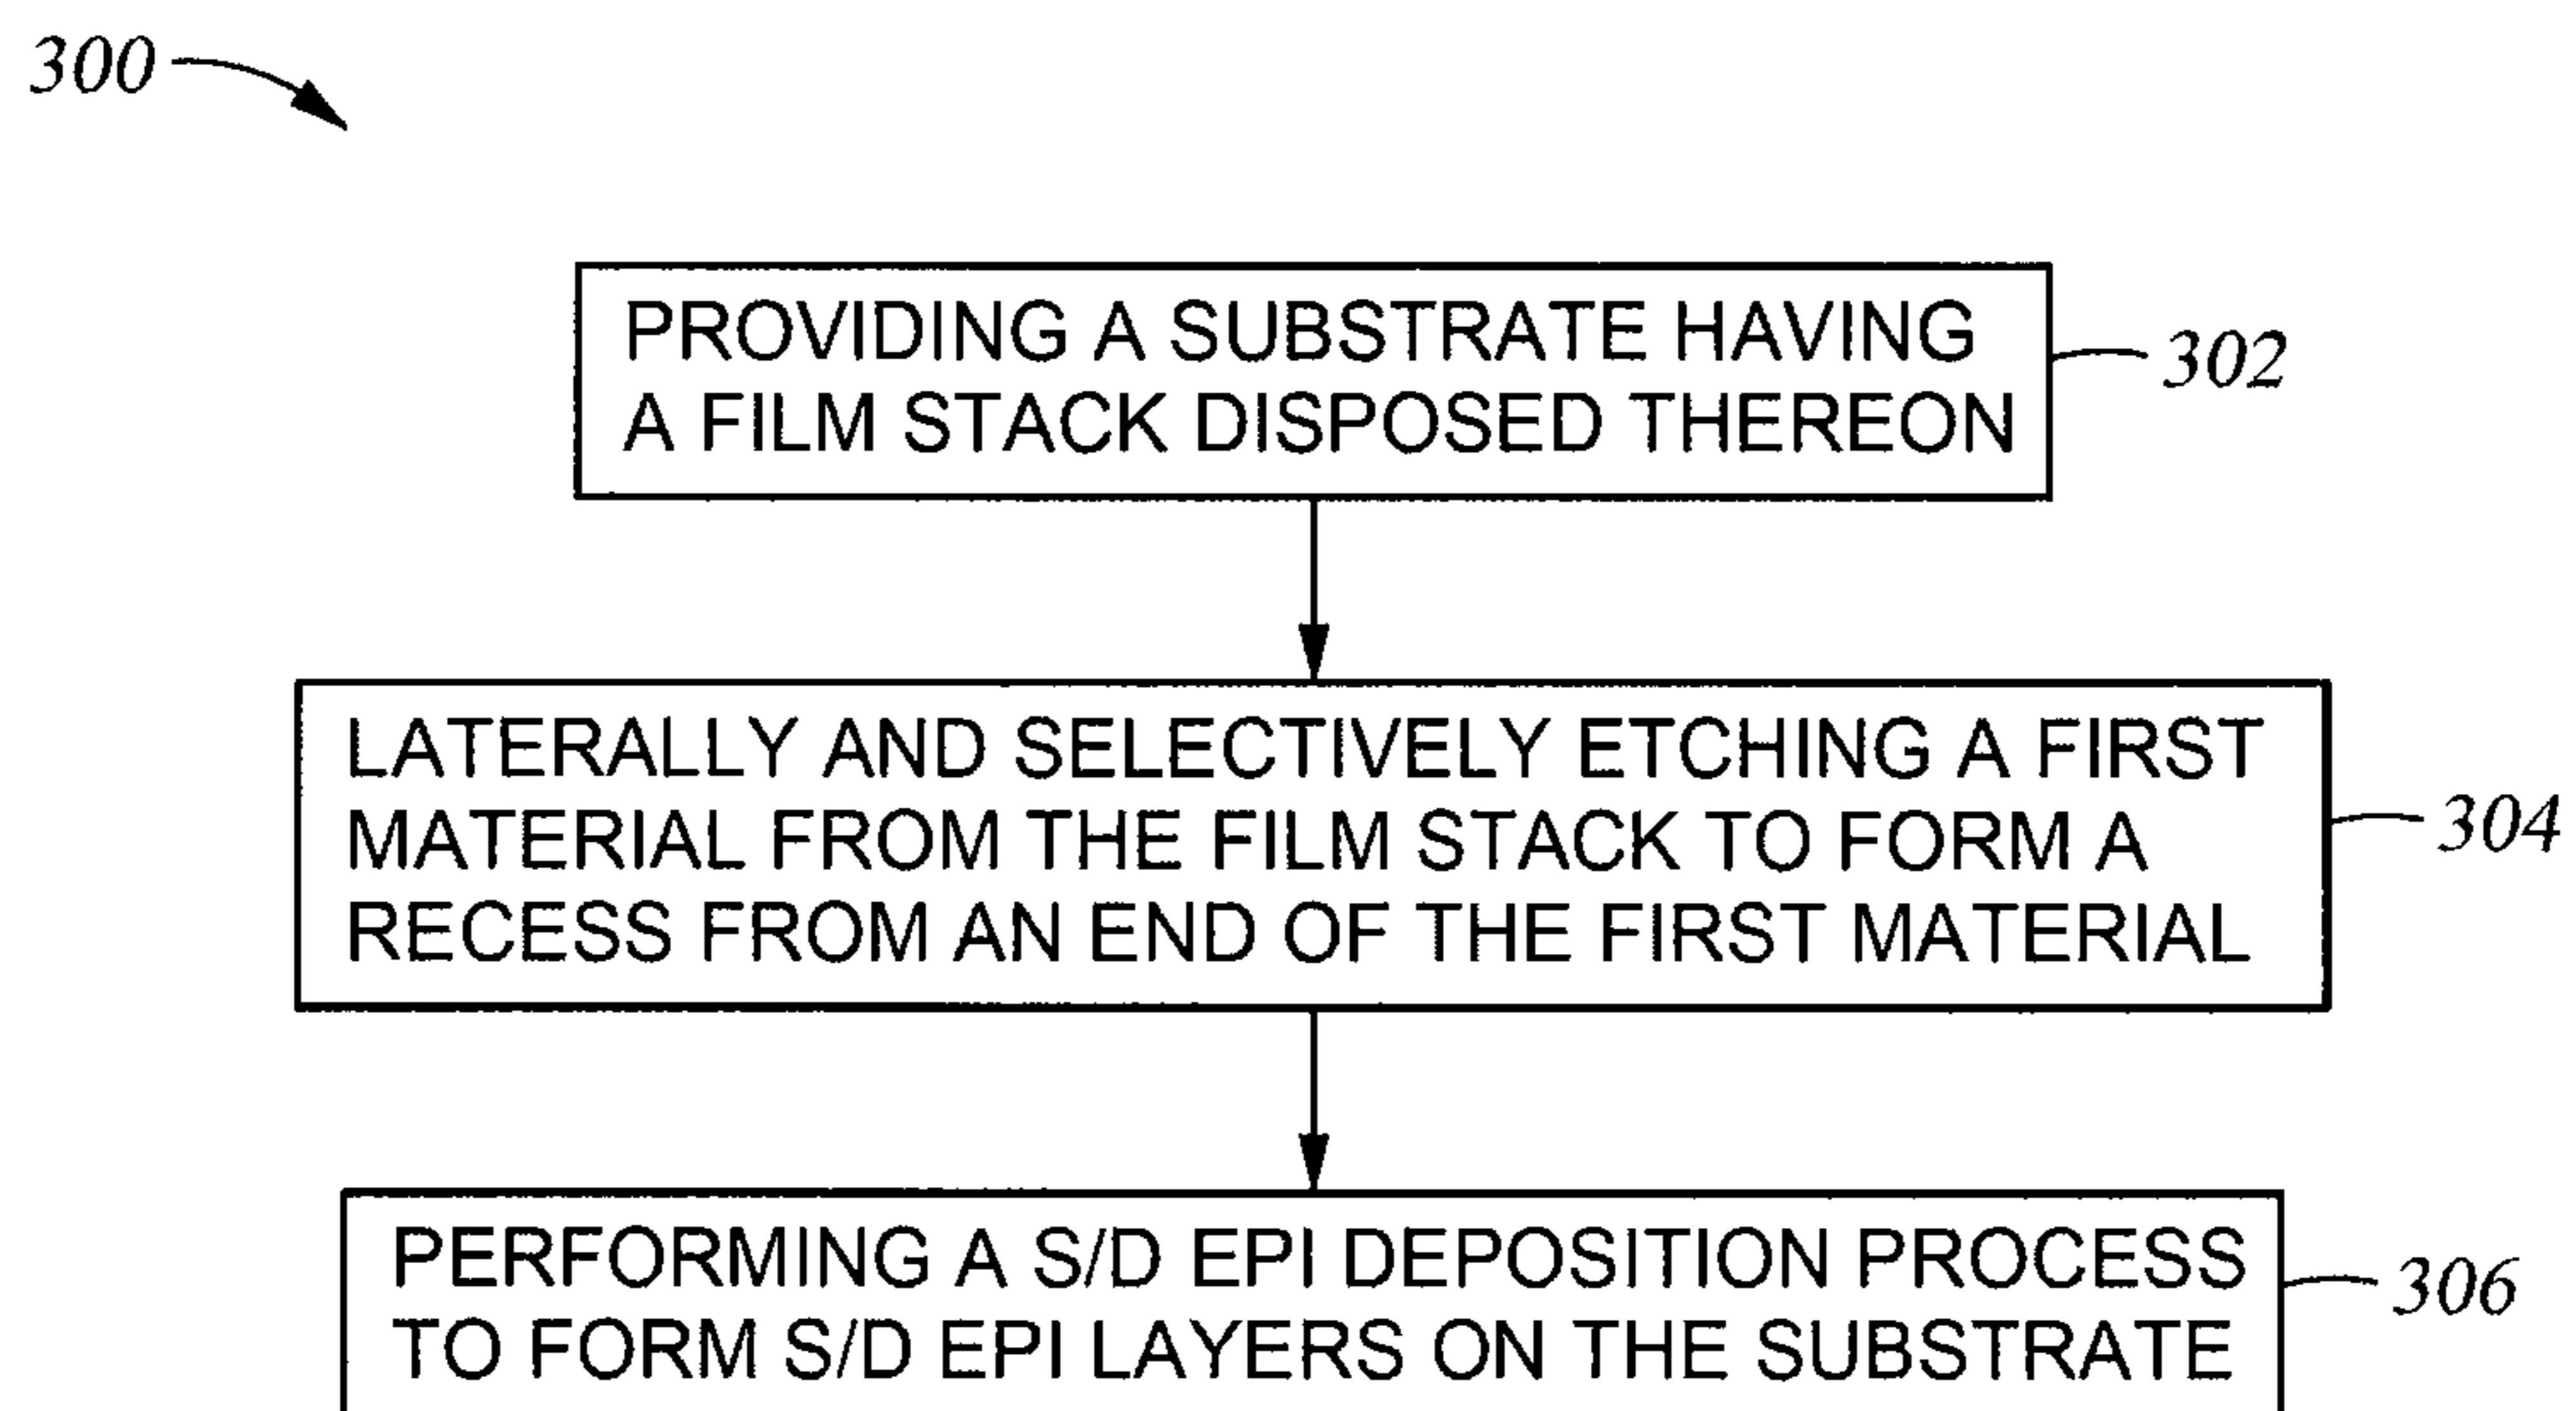 300
PROVIDING A SUBSTRATE HAVING
A FILM STACK DISPOSED THEREON
302
LATERALLY AND SELECTIVELY ETCHING A FIRST
MATERIAL FROM THE FILM STACK TO FORM A
RECESS FROM AN END OF THE FIRST MATERIAL
304
PERFORMING A S/D EPI DEPOSITION PROCESS
TO FORM S/D EPI LAYERS ON THE SUBSTRATE
306